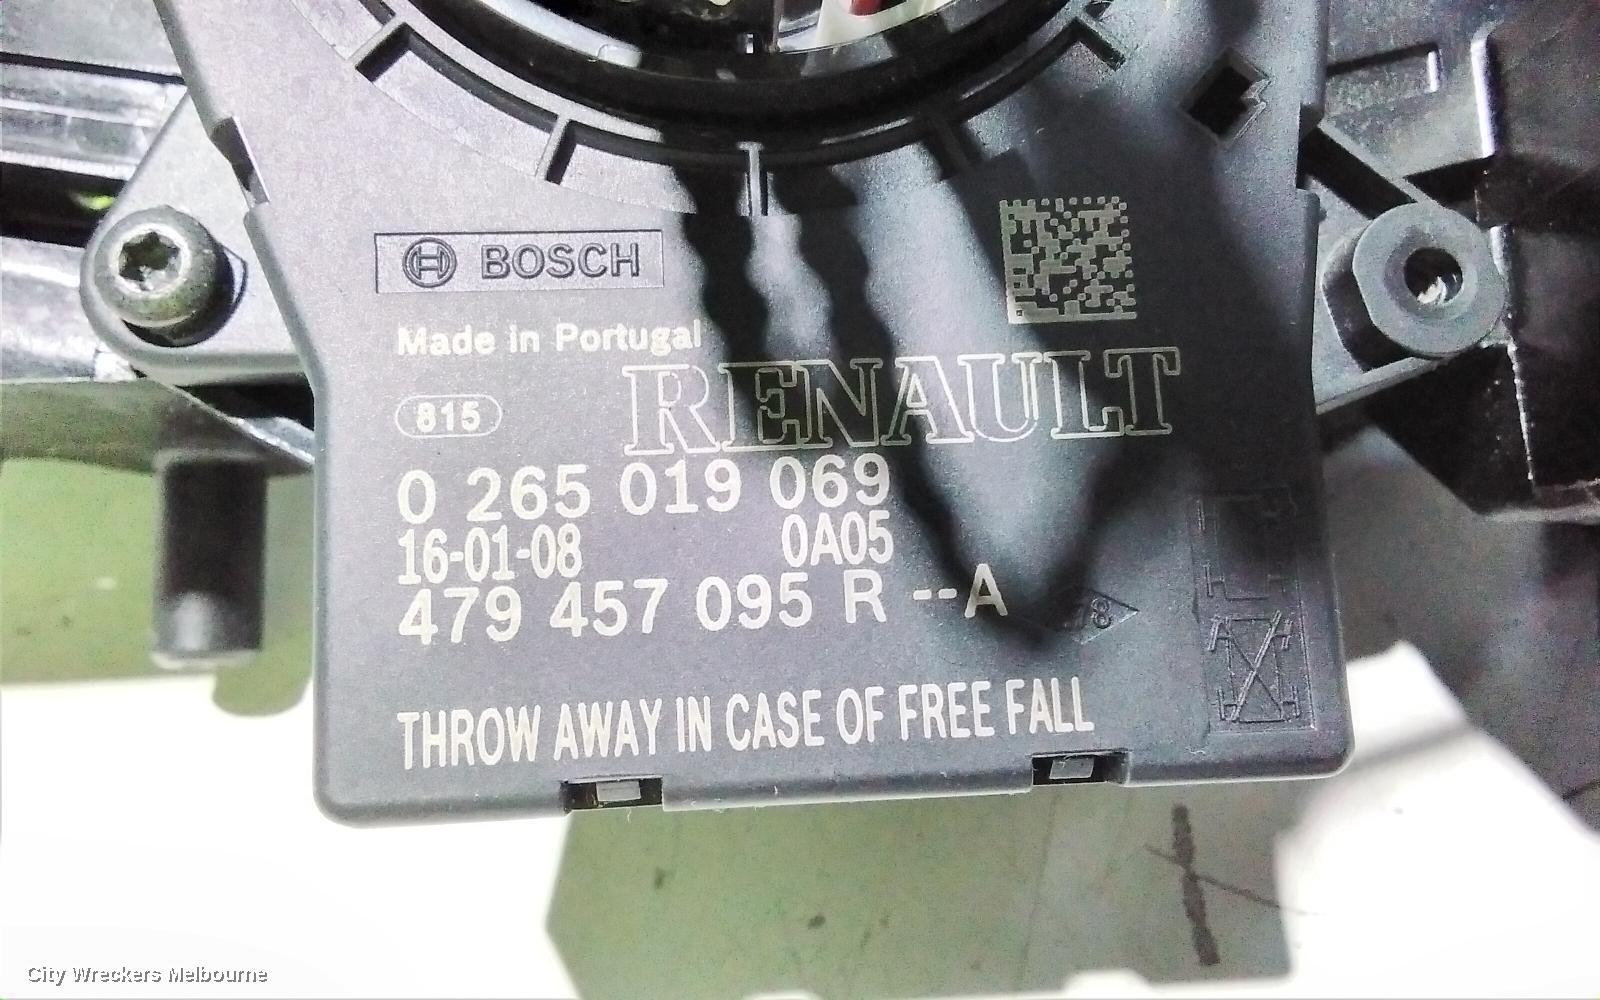 BOSCH
Made in Portugal
815
RENAULT
0 265 019 069
16-01-08 0A05
479 457 095 R --A
THROW AWAY IN CASE OF FREE FALL
City Wreckers Melbourne